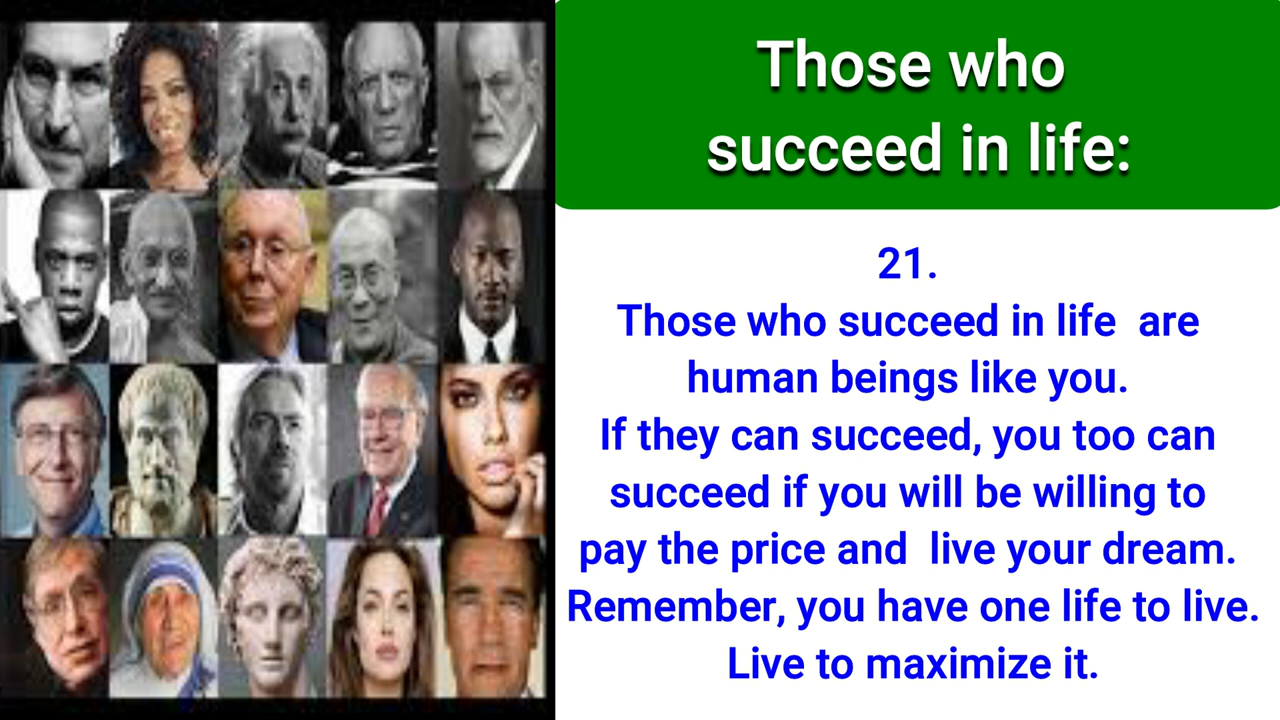 Those who
succeed in life:
21.
Those who succeed in life  are
human beings like you.
If they can succeed, you too can
succeed if you will be willing to
pay the price and  live your dream.
Remember, you have one life to live.
Live to maximize it.